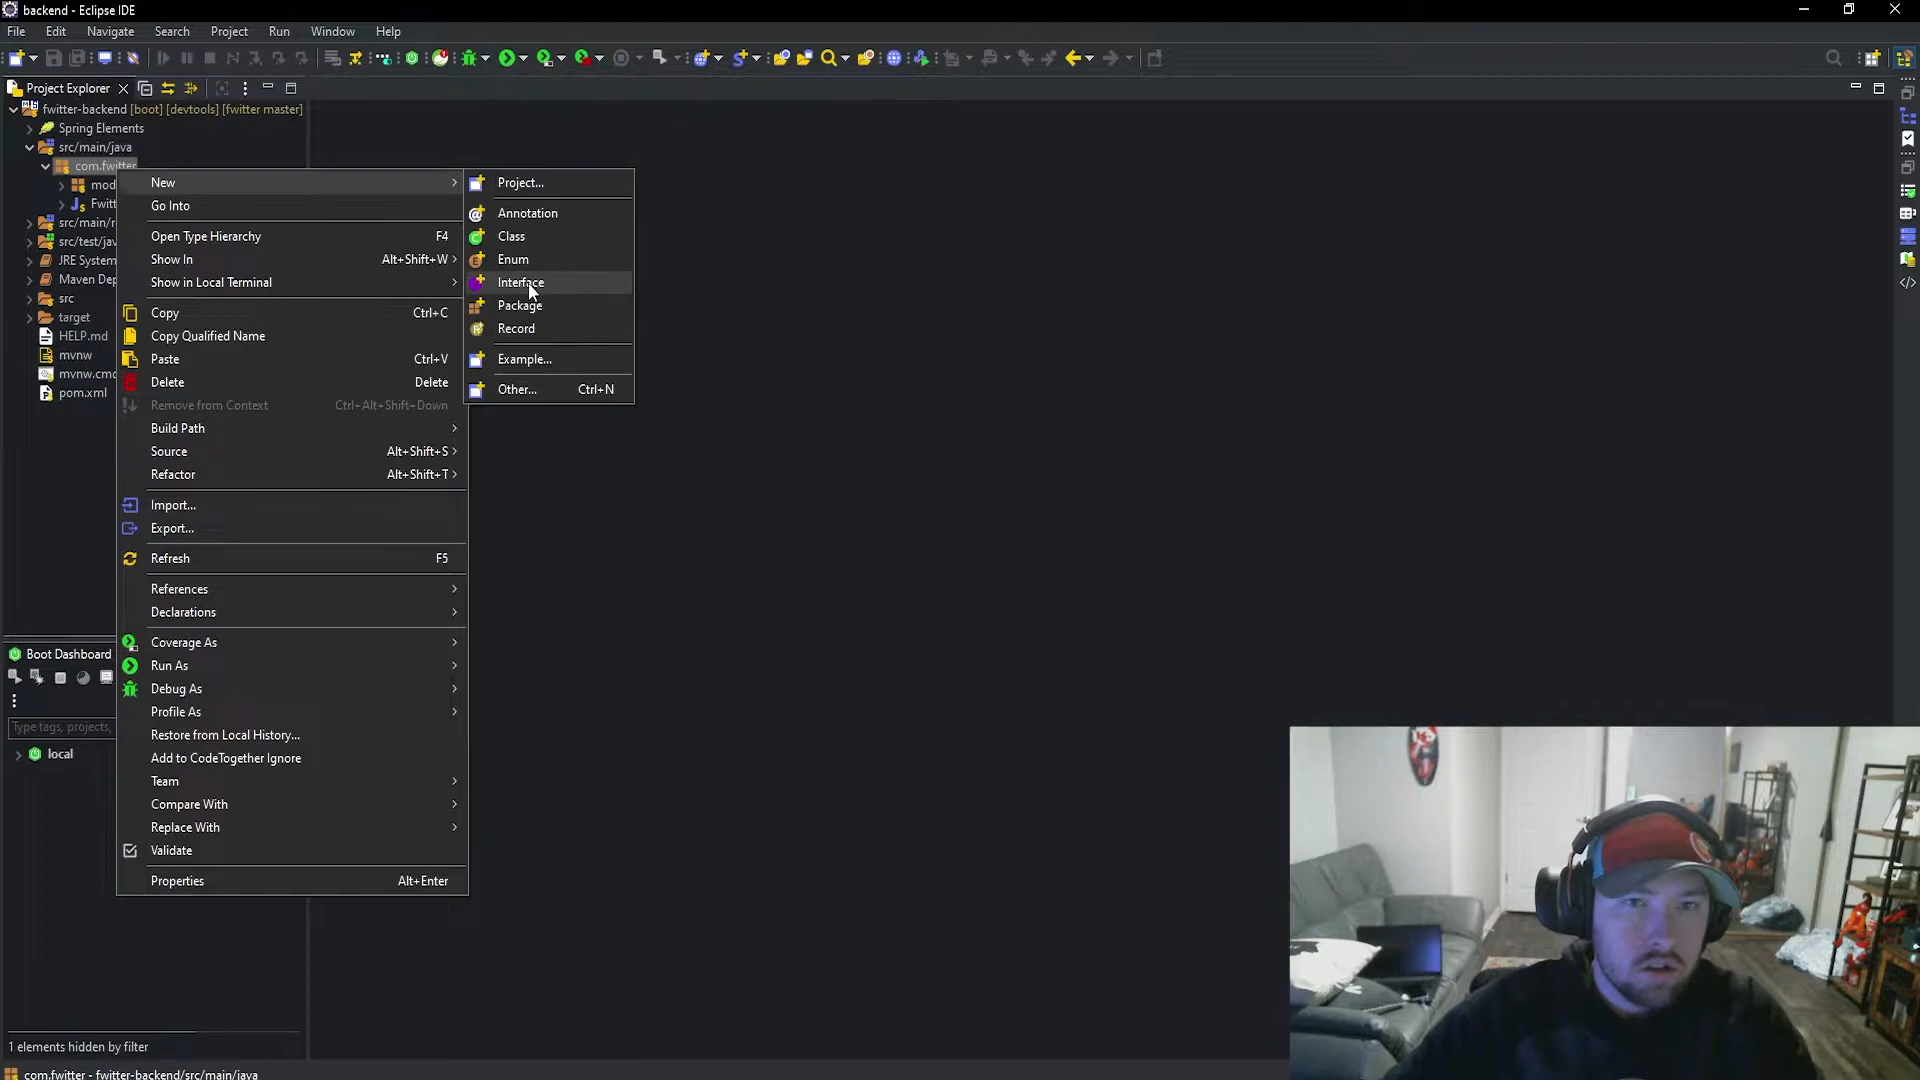 backend - Eclipse IDE
File Edit Navigate Search Project Run Window Help
Project Explorer
fwitter-backend [boot] [devtools] [fwitter master]
Spring Elements
src/main/java
com.fwitter
mod
Fwitt
src/main/r
src/test/jav
JRE System
Maven Dep
src
target
HELP.md
mvnw
mvnw.cmd
pom.xml
New
Go Into
Open Type Hierarchy F4
Show In Alt+Shift+W
Show in Local Terminal
Copy Ctrl+C
Copy Qualified Name
Paste Ctrl+V
Delete Delete
Remove from Context Ctrl+Alt+Shift+Down
Build Path
Source Alt+Shift+S
Refactor Alt+Shift+T
Import...
Export...
Refresh F5
References
Declarations
Coverage As
Run As
Debug As
Profile As
Restore from Local History...
Add to CodeTogether Ignore
Team
Compare With
Replace With
Validate
Properties Alt+Enter
Project...
Annotation
Class
Enum
Interface
Package
Record
Example...
Other... Ctrl+N
Boot Dashboard
Type tags, projects,
local
1 elements hidden by filter
com.fwitter - fwitter-backend/src/main/java